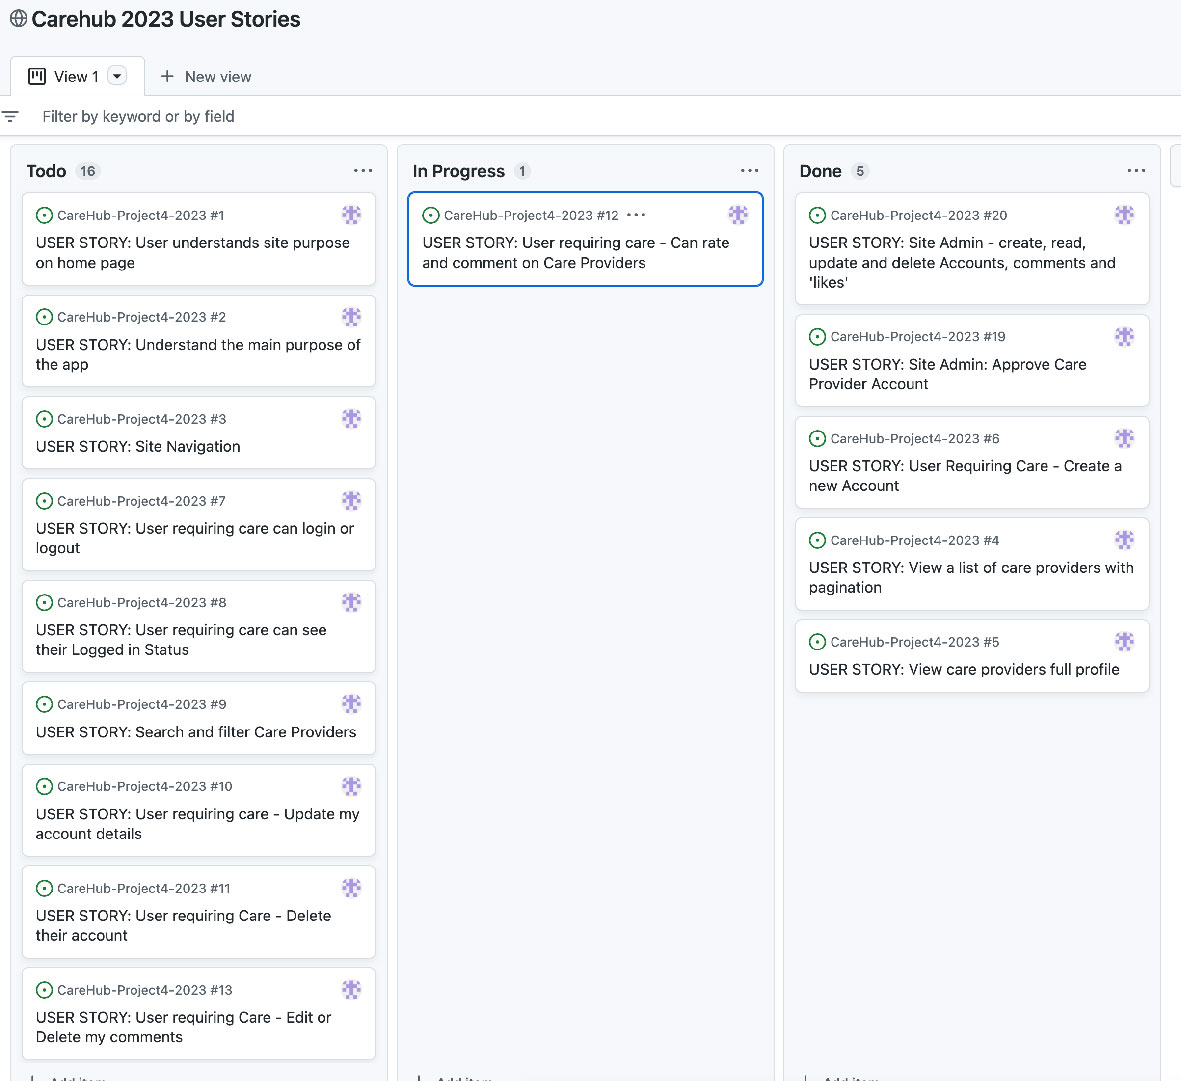 Carehub 2023 User Stories
View 1
New view
Filter by keyword or by field
Todo 16
CareHub-Project4-2023 #1
USER STORY: User understands site purpose
on home page
CareHub-Project4-2023 #2
USER STORY: Understand the main purpose of
the app
CareHub-Project4-2023 #3
USER STORY: Site Navigation
CareHub-Project4-2023 #7
USER STORY: User requiring care can login or
logout
CareHub-Project4-2023 #8
USER STORY: User requiring care can see
their Logged in Status
CareHub-Project4-2023 #9
USER STORY: Search and filter Care Providers
CareHub-Project4-2023 #10
USER STORY: User requiring care - Update my
account details
CareHub-Project4-2023 #11
USER STORY: User requiring Care - Delete
their account
CareHub-Project4-2023 #13
USER STORY: User requiring Care - Edit or
Delete my comments
Add item
In Progress 1
CareHub-Project4-2023 #12
USER STORY: User requiring care - Can rate
and comment on Care Providers
Add item
Done 5
CareHub-Project4-2023 #20
USER STORY: Site Admin - create, read,
update and delete Accounts, comments and
'likes'
CareHub-Project4-2023 #19
USER STORY: Site Admin: Approve Care
Provider Account
CareHub-Project4-2023 #6
USER STORY: User Requiring Care - Create a
new Account
CareHub-Project4-2023 #4
USER STORY: View a list of care providers with
pagination
CareHub-Project4-2023 #5
USER STORY: View care providers full profile
Add item